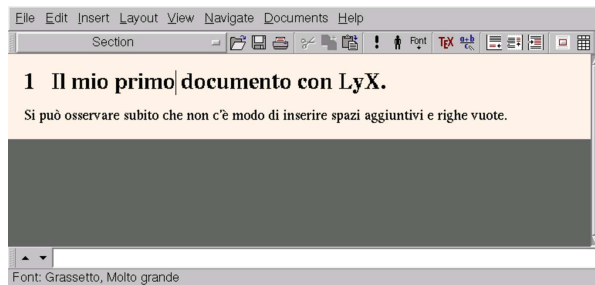 File Edit Insert Layout View Navigate Documents Help
Section Font TEX a+b c
1 Il mio primo documento con LyX.
Si può osservare subito che non c'è modo di inserire spazi aggiuntivi e righe vuote.
Font: Grassetto, Molto grande